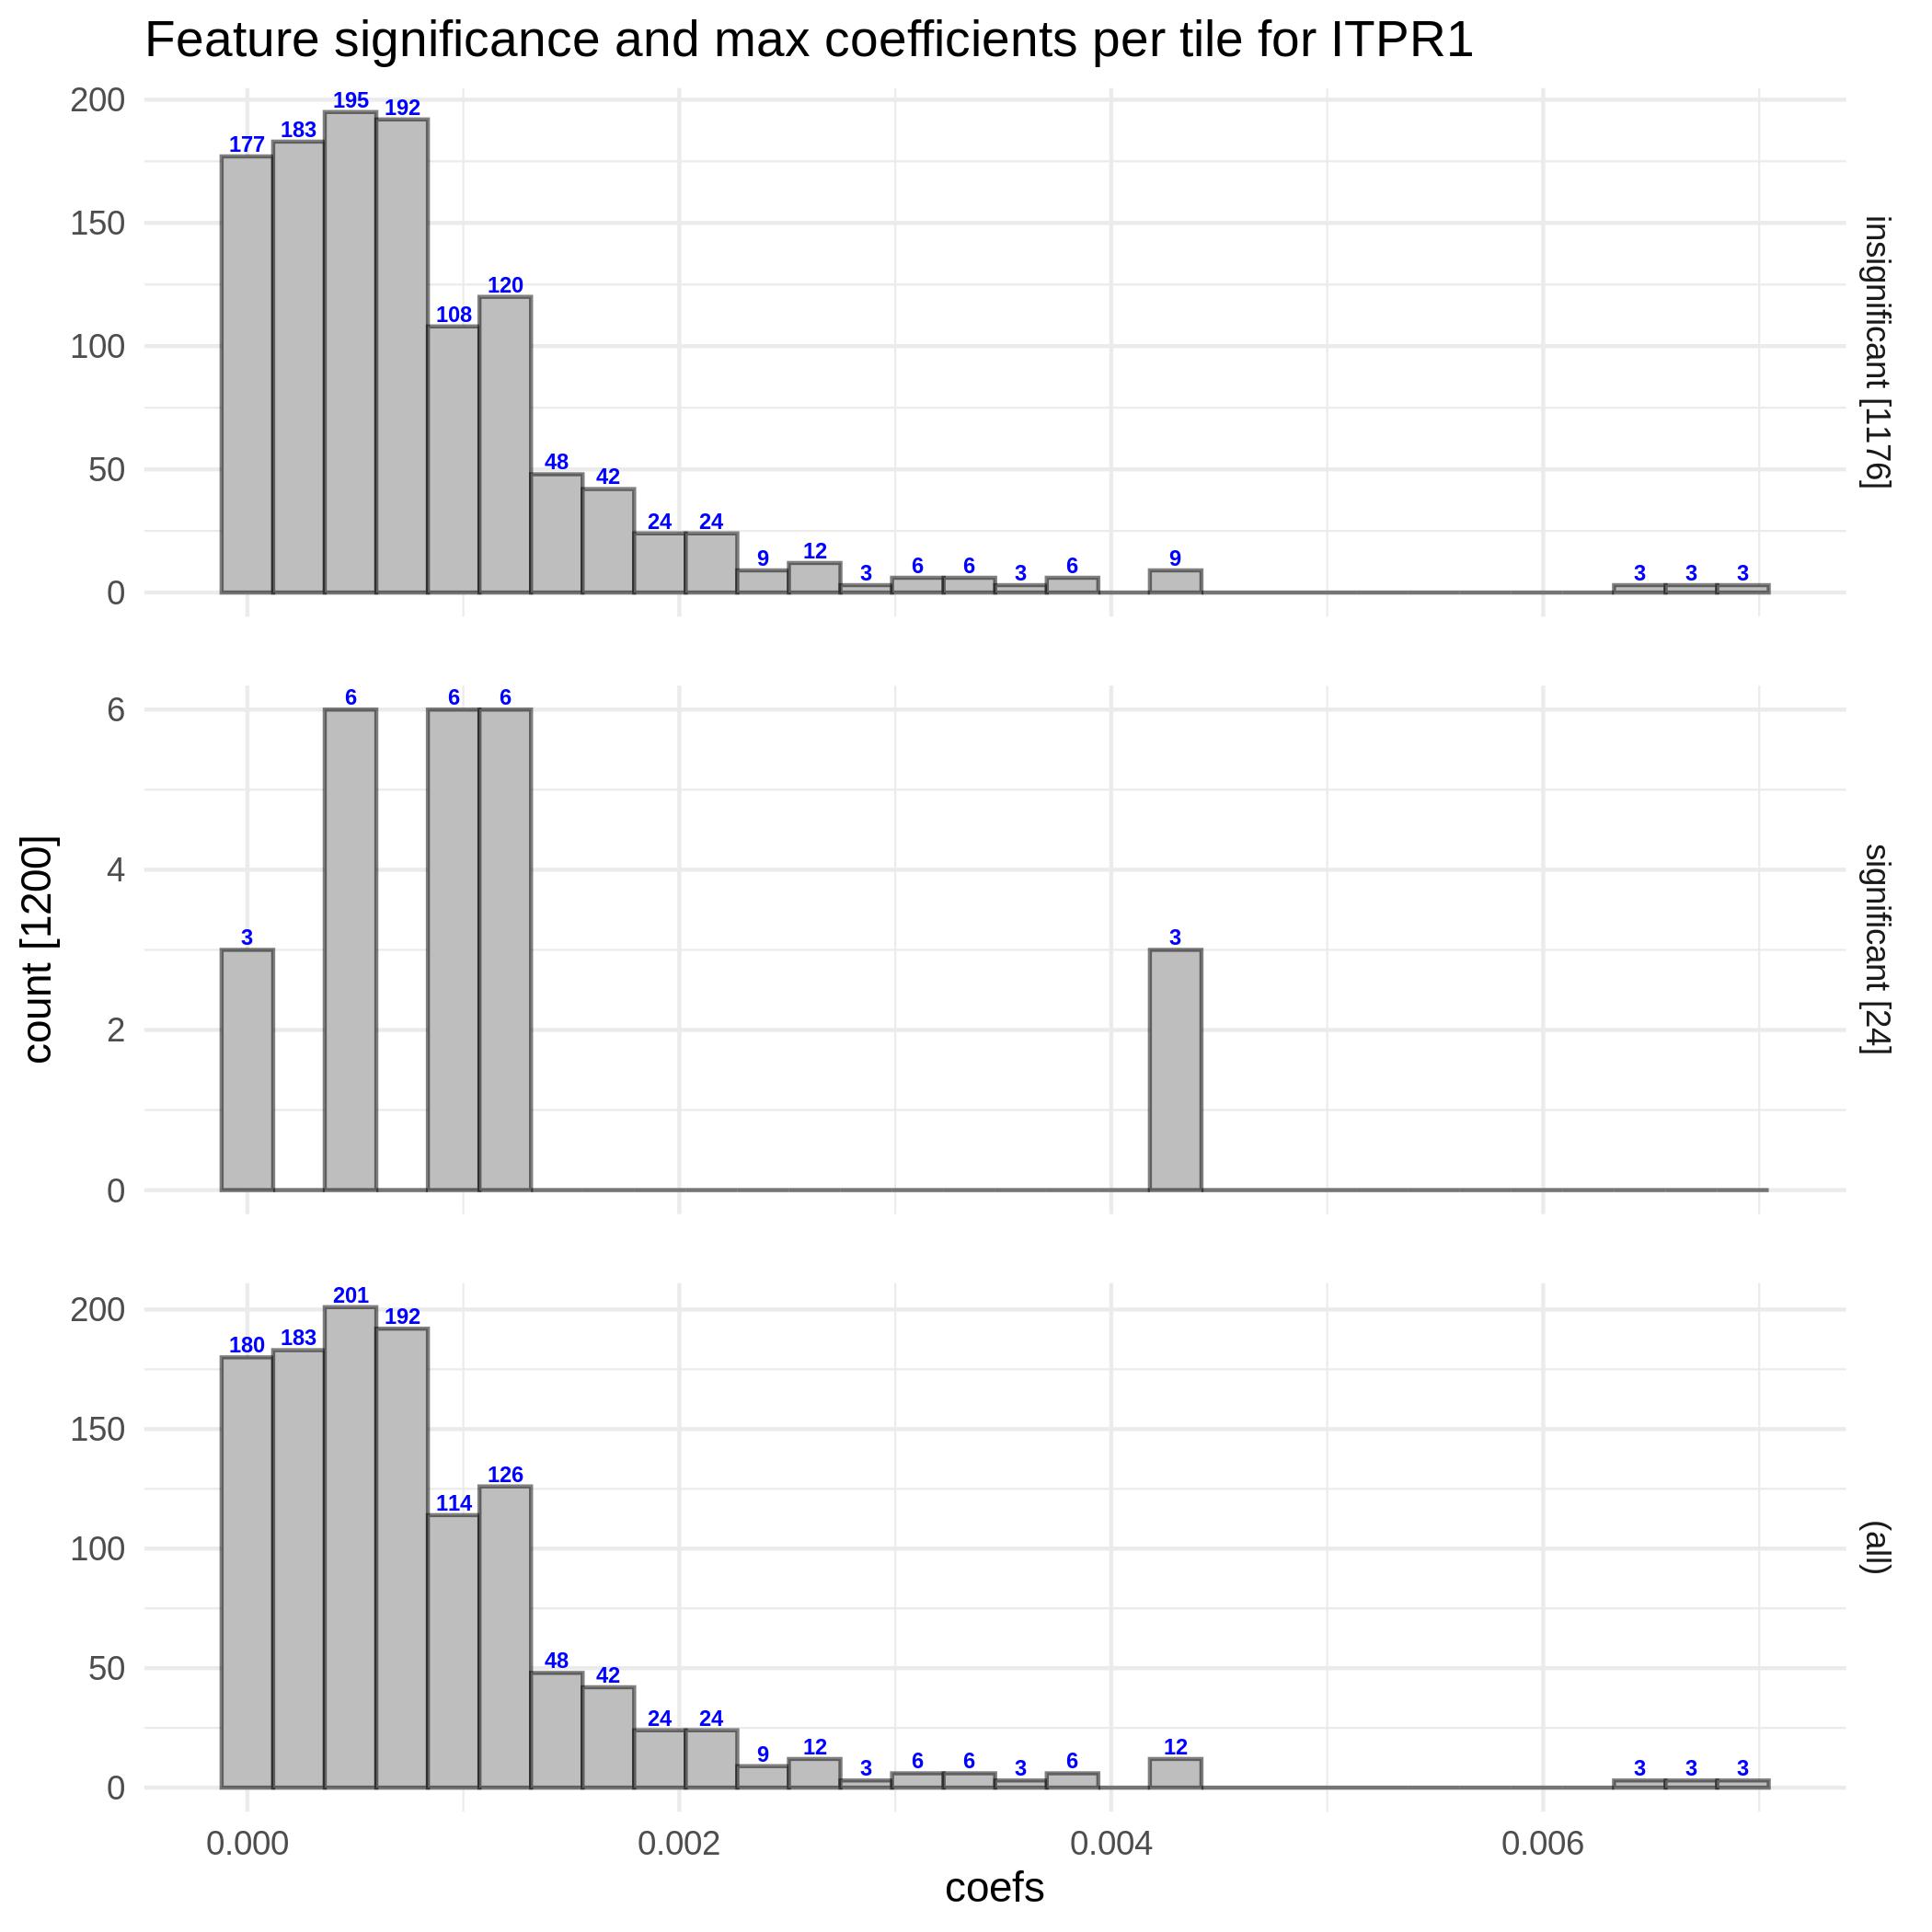 Feature significance and max coefficients per tile for ITPR1
200
150
100
50
0
177 183 195 192 108 120 48 42 24 24 9 12 3 6 6 3 6 9 3 3 3
insignificant [1176]
count [1200]
6
4
2
0
3 6 6 6 3
significant [24]
200
150
100
50
0
180 183 201 192 114 126 48 42 24 24 9 12 3 6 6 3 6 12 3 3 3
(all)
0.000 0.002 0.004 0.006
coefs